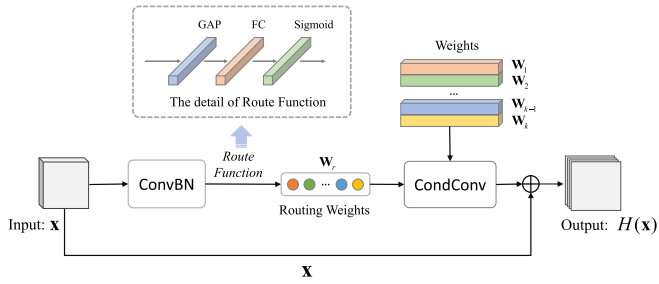 GAP FC Sigmoid
The detail of Route Function
Weights
W₁
W₂
...
Wₖ₋₁
Wₖ
Route
Function
Wᵣ
ConvBN
...
CondConv
Routing Weights
Input: x
Output: H(x)
x